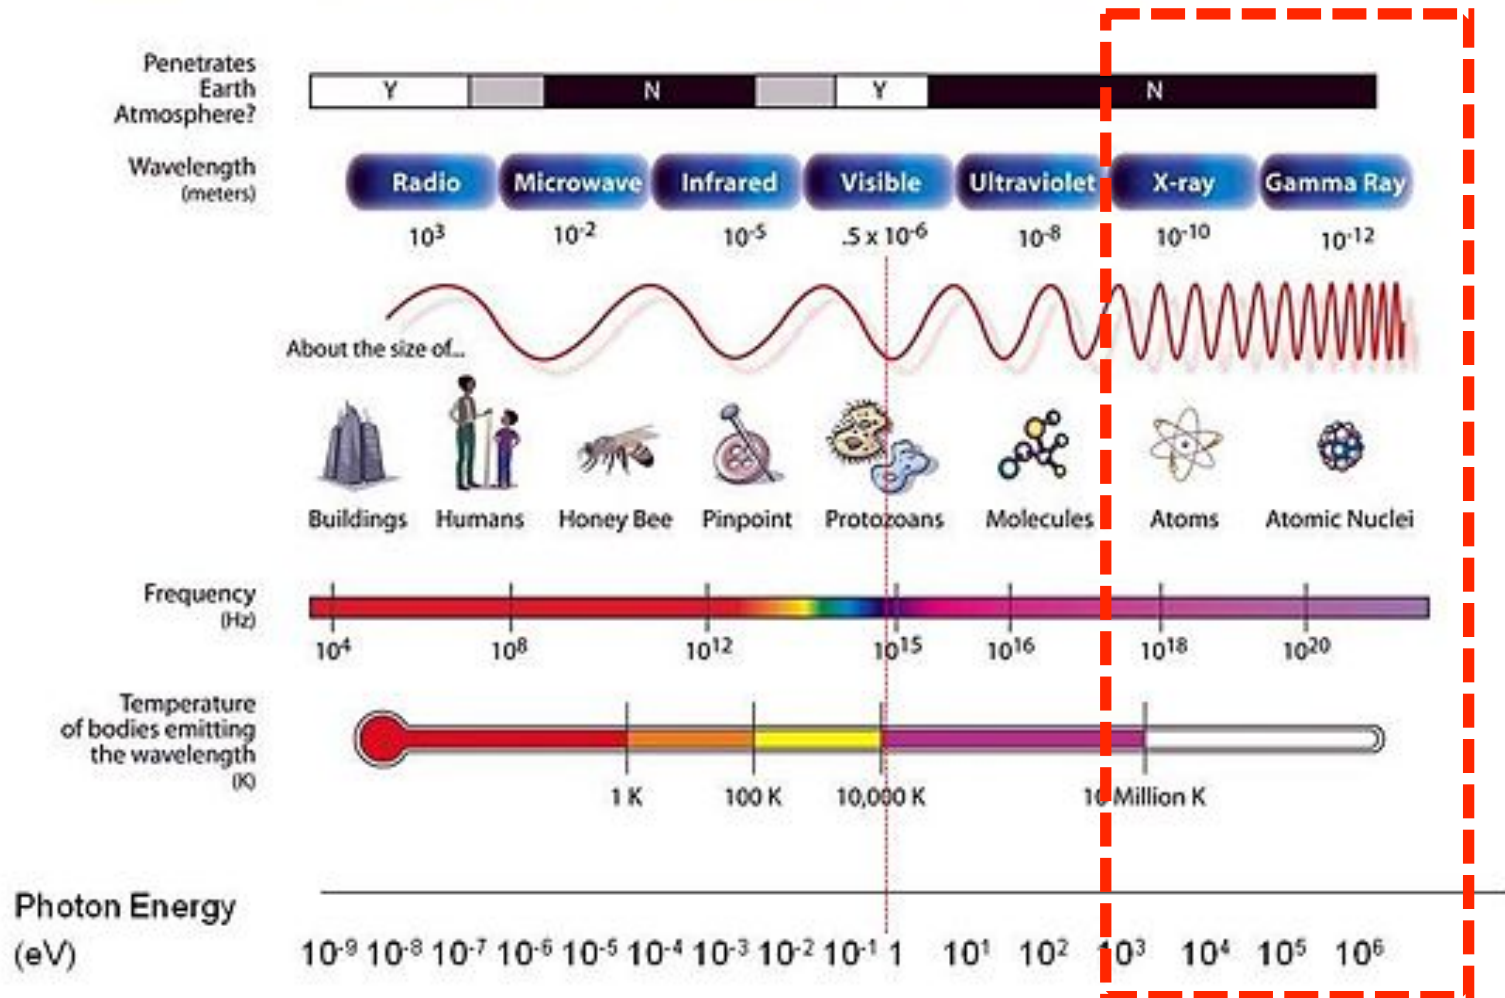 Penetrates
Earth
Atmosphere?
Y N Y N
Wavelength
(meters)
Radio Microwave Infrared Visible Ultraviolet X-ray Gamma Ray
10³ 10⁻² 10⁻⁵ .5 x 10⁻⁶ 10⁻⁸ 10⁻¹⁰ 10⁻¹²
About the size of...
Buildings Humans Honey Bee Pinpoint Protozoans Molecules Atoms Atomic Nuclei
Frequency
(Hz)
10⁴ 10⁸ 10¹² 10¹⁵ 10¹⁶ 10¹⁸ 10²⁰
Temperature
of bodies emitting
the wavelength
(K)
1 K 100 K 10,000 K 10 Million K
Photon Energy
(eV)
10⁻⁹ 10⁻⁸ 10⁻⁷ 10⁻⁶ 10⁻⁵ 10⁻⁴ 10⁻³ 10⁻² 10⁻¹ 1 10¹ 10² 10³ 10⁴ 10⁵ 10⁶